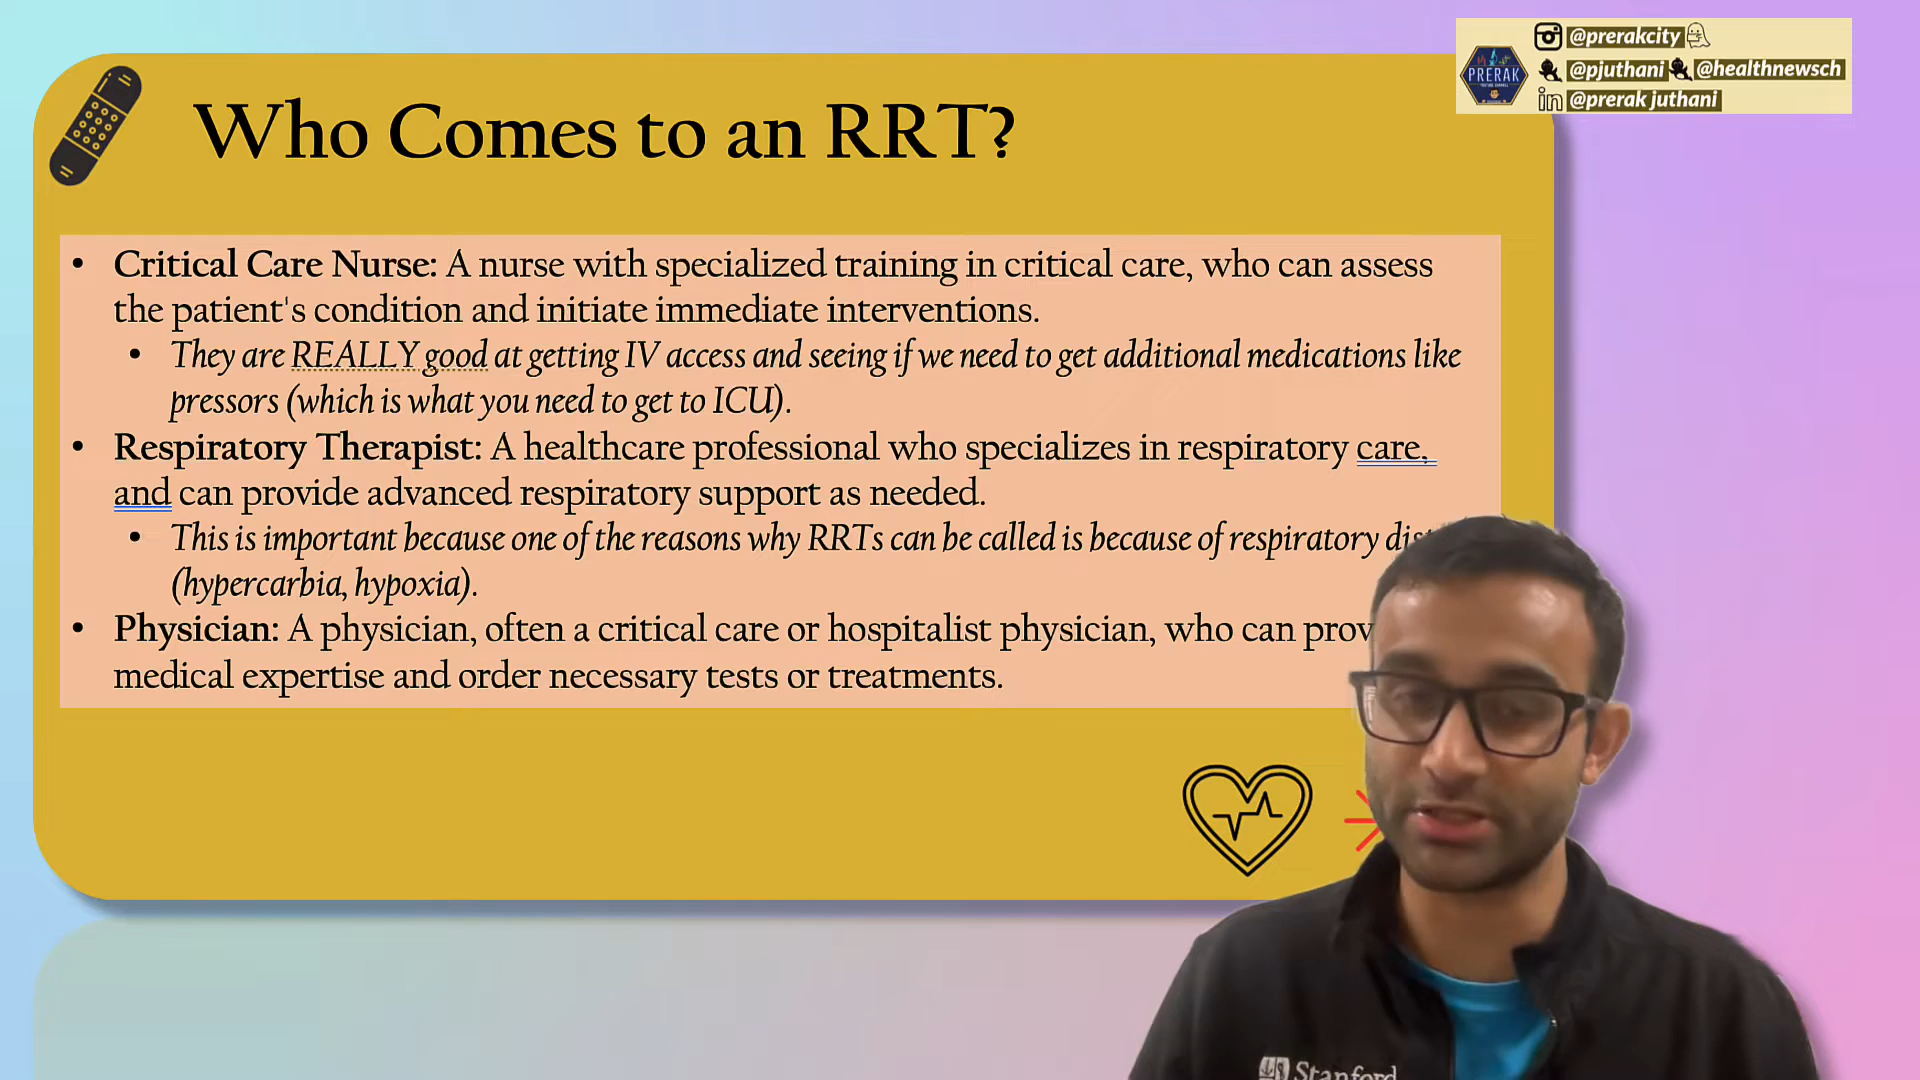 @prerakcity
@pjuthani @healthnewsch
PRERAK
in @prerak juthani
Who Comes to an RRT?
• Critical Care Nurse: A nurse with specialized training in critical care, who can assess
the patient's condition and initiate immediate interventions.
• They are REALLY good at getting IV access and seeing if we need to get additional medications like
pressors (which is what you need to get to ICU).
• Respiratory Therapist: A healthcare professional who specializes in respiratory care,
and can provide advanced respiratory support as needed.
• This is important because one of the reasons why RRTs can be called is because of respiratory
(hypercarbia, hypoxia).
• Physician: A physician, often a critical care or hospitalist physician, who can
medical expertise and order necessary tests or treatments.
Stanford